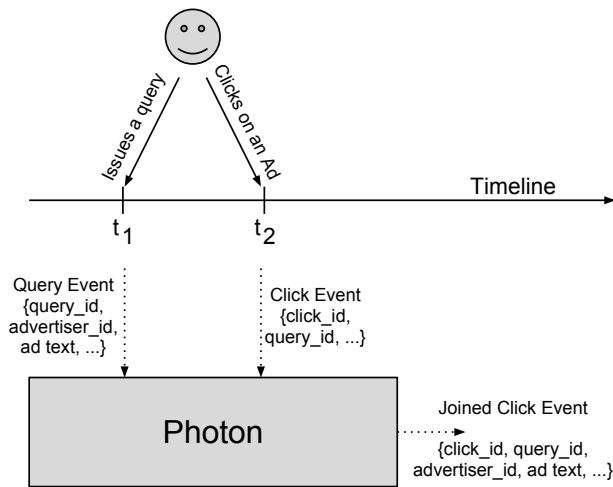 Issues a query
Clicks on an Ad
Timeline
t1
t2
Query Event
{query_id,
advertiser_id,
ad text, ...}
Click Event
{click_id,
query_id, ...}
Photon
Joined Click Event
{click_id, query_id,
advertiser_id, ad text, ...}